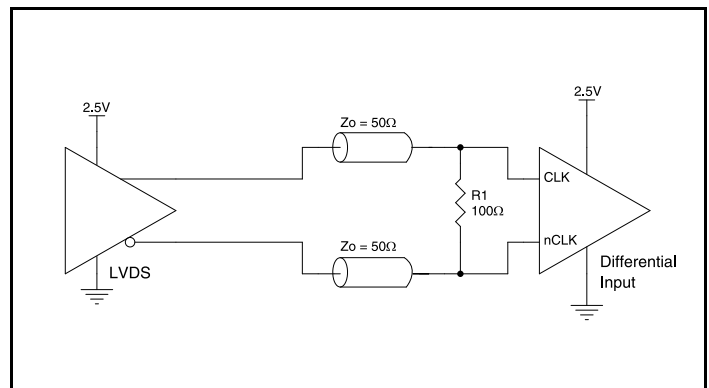 2.5V
2.5V
Zo = 50Ω
CLK
R1
100Ω
Zo = 50Ω
nCLK
LVDS
Differential
Input